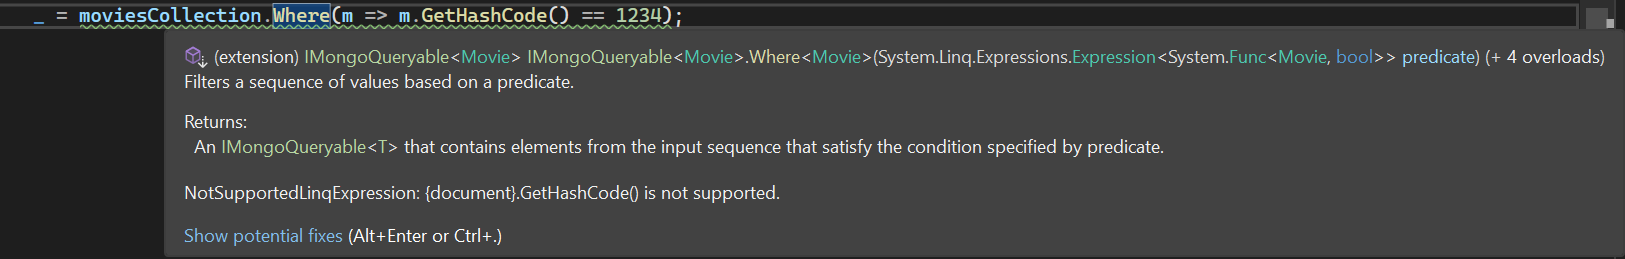 _ = moviesCollection.Where(m => m.GetHashCode() == 1234);
(extension) IMongoQueryable<Movie> IMongoQueryable<Movie>.Where<Movie>(System.Linq.Expressions.Expression<System.Func<Movie, bool>> predicate) (+ 4 overloads)
Filters a sequence of values based on a predicate.
Returns:
An IMongoQueryable<T> that contains elements from the input sequence that satisfy the condition specified by predicate.
NotSupportedLinqExpression: {document}.GetHashCode() is not supported.
Show potential fixes (Alt+Enter or Ctrl+.)